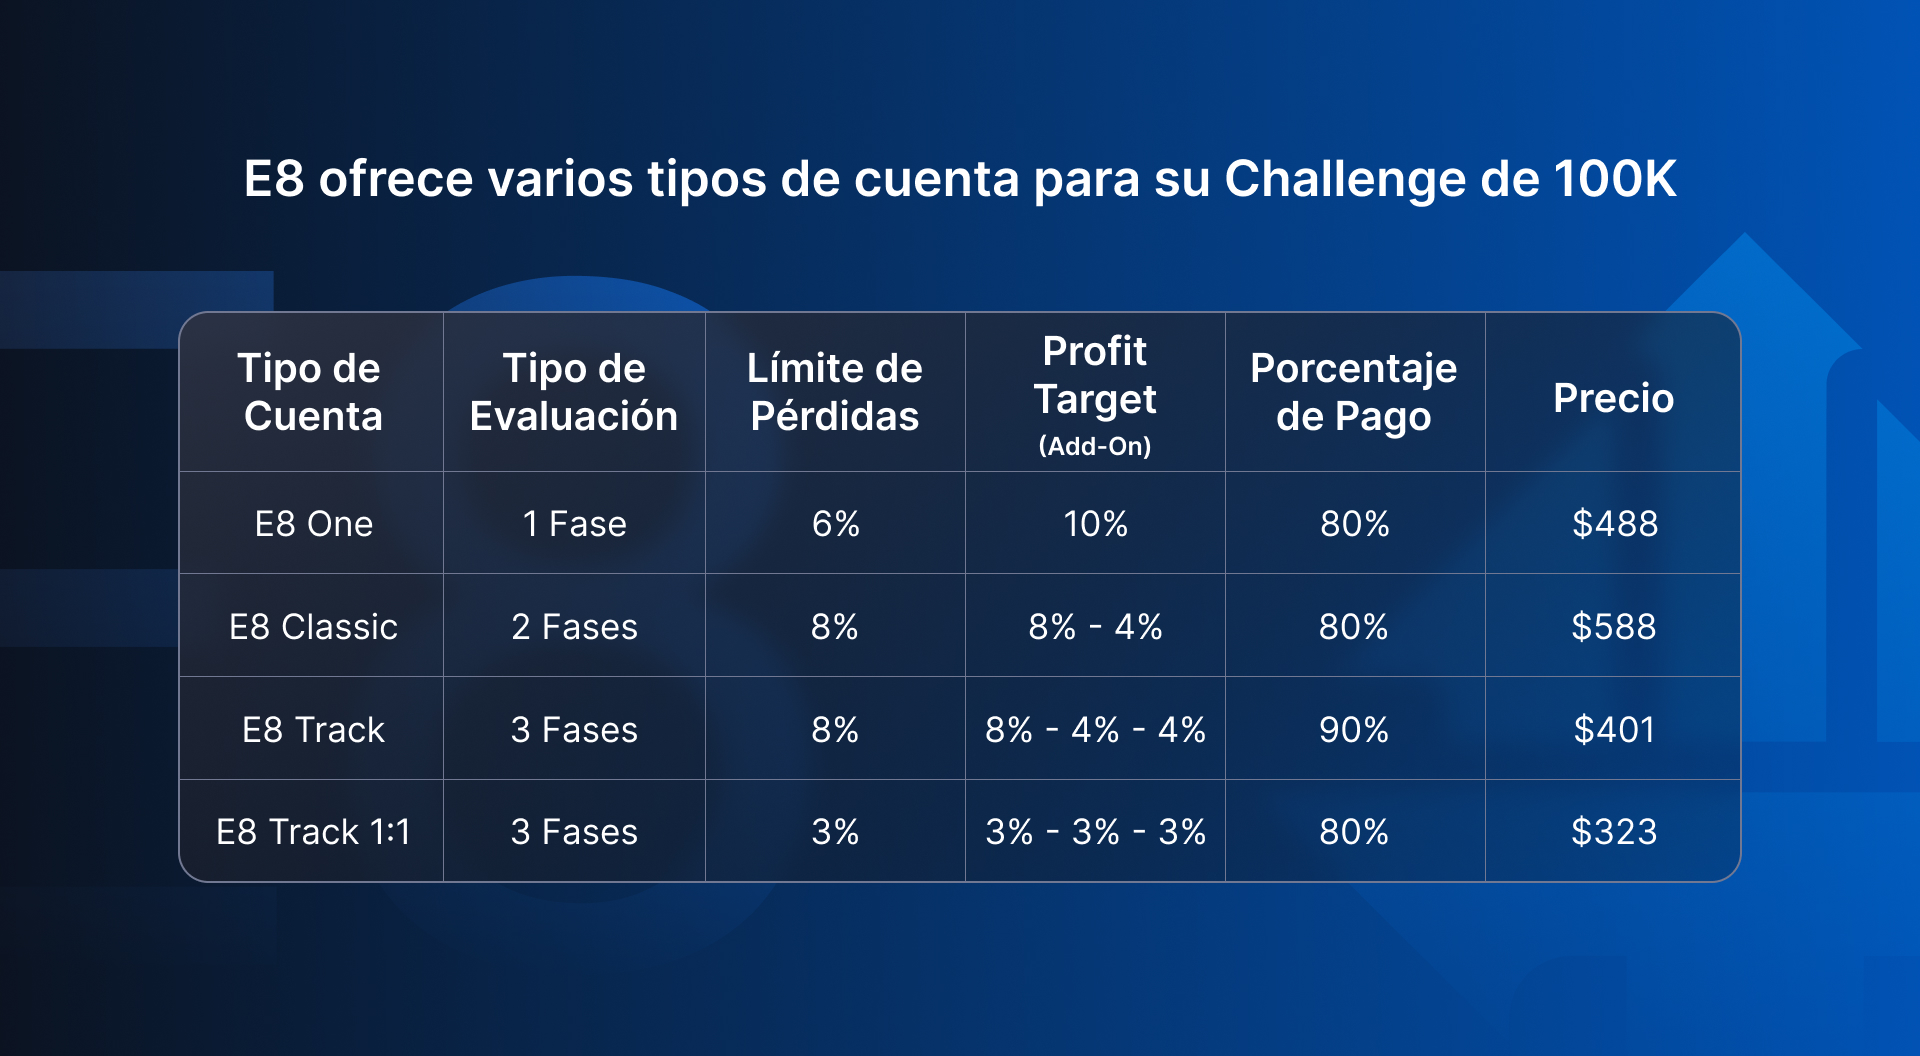 E8 ofrece varios tipos de cuenta para su Challenge de 100K
Tipo de
Cuenta
Tipo de
Evaluación
Límite de
Pérdidas
Profit
Target
(Add-On)
Porcentaje
de Pago
Precio
E8 One
1 Fase
6%
10%
80%
$488
E8 Classic
2 Fases
8%
8% - 4%
80%
$588
E8 Track
3 Fases
8%
8% - 4% - 4%
90%
$401
E8 Track 1:1
3 Fases
3%
3% - 3% - 3%
80%
$323